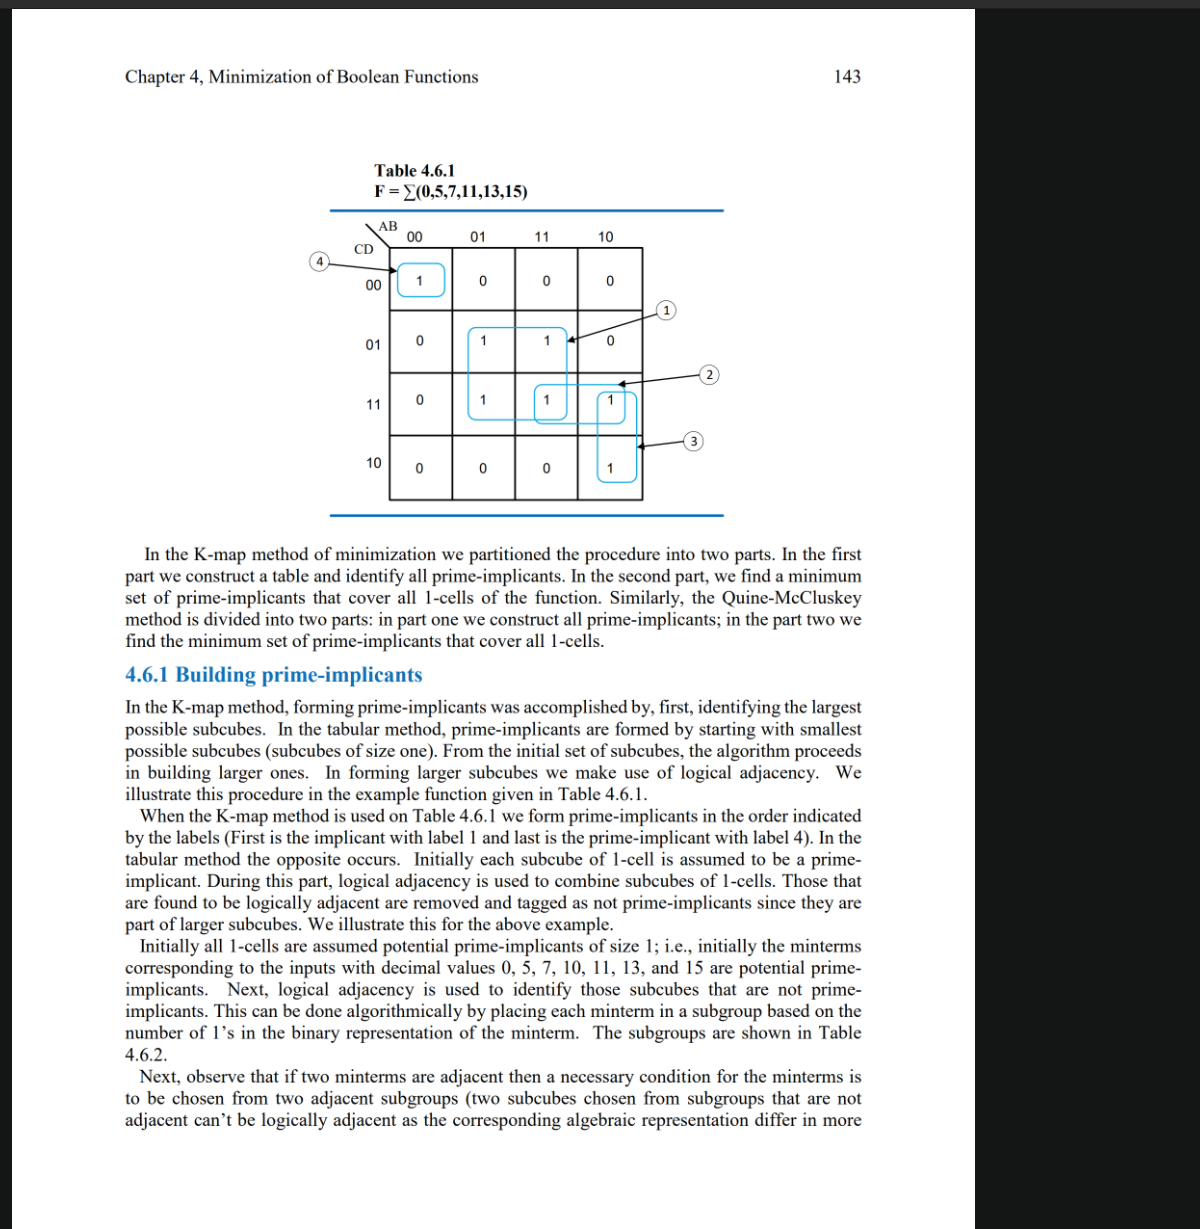 Chapter 4, Minimization of Boolean Functions 143
Table 4.6.1
F = ∑(0,5,7,11,13,15)
AB
CD
00 01 11 10
4
00 1 0 0 0
1
01 0 1 1 0
2
11 0 1 1 1
3
10 0 0 0 1
In the K-map method of minimization we partitioned the procedure into two parts. In the first
part we construct a table and identify all prime-implicants. In the second part, we find a minimum
set of prime-implicants that cover all 1-cells of the function. Similarly, the Quine-McCluskey
method is divided into two parts: in part one we construct all prime-implicants; in the part two we
find the minimum set of prime-implicants that cover all 1-cells.
4.6.1 Building prime-implicants
In the K-map method, forming prime-implicants was accomplished by, first, identifying the largest
possible subcubes. In the tabular method, prime-implicants are formed by starting with smallest
possible subcubes (subcubes of size one). From the initial set of subcubes, the algorithm proceeds
in building larger ones. In forming larger subcubes we make use of logical adjacency. We
illustrate this procedure in the example function given in Table 4.6.1.
When the K-map method is used on Table 4.6.1 we form prime-implicants in the order indicated
by the labels (First is the implicant with label 1 and last is the prime-implicant with label 4). In the
tabular method the opposite occurs. Initially each subcube of 1-cell is assumed to be a prime-
implicant. During this part, logical adjacency is used to combine subcubes of 1-cells. Those that
are found to be logically adjacent are removed and tagged as not prime-implicants since they are
part of larger subcubes. We illustrate this for the above example.
Initially all 1-cells are assumed potential prime-implicants of size 1; i.e., initially the minterms
corresponding to the inputs with decimal values 0, 5, 7, 10, 11, 13, and 15 are potential prime-
implicants. Next, logical adjacency is used to identify those subcubes that are not prime-
implicants. This can be done algorithmically by placing each minterm in a subgroup based on the
number of 1’s in the binary representation of the minterm. The subgroups are shown in Table
4.6.2.
Next, observe that if two minterms are adjacent then a necessary condition for the minterms is
to be chosen from two adjacent subgroups (two subcubes chosen from subgroups that are not
adjacent can’t be logically adjacent as the corresponding algebraic representation differ in more